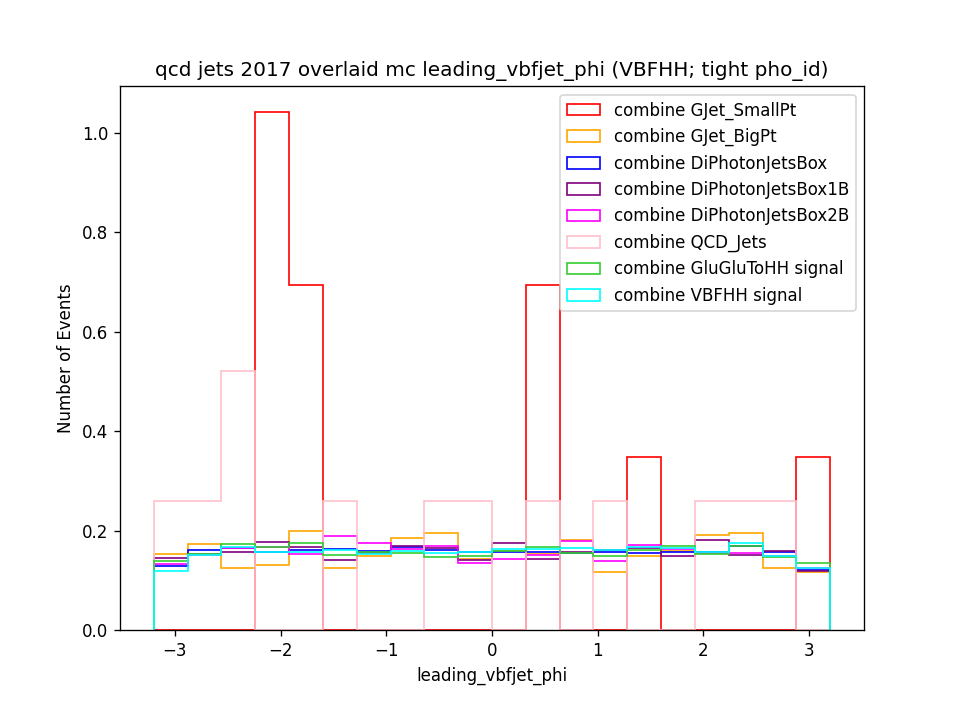 qcd jets 2017 overlaid mc leading_vbfjet_phi (VBFHH; tight pho_id)
combine GJet_SmallPt
combine GJet_BigPt
combine DiPhotonJetsBox
combine DiPhotonJetsBox1B
combine DiPhotonJetsBox2B
combine QCD_Jets
combine GluGluToHH signal
combine VBFHH signal
Number of Events
1.0
0.8
0.6
0.4
0.2
0.0
−3 −2 −1 0 1 2 3
leading_vbfjet_phi